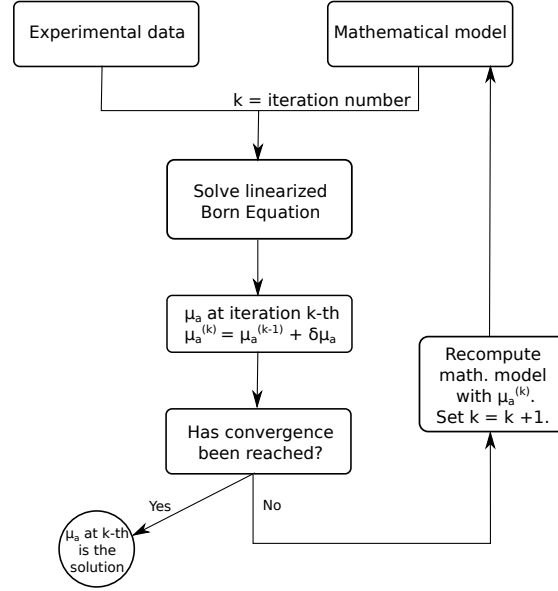 Experimental data
Mathematical model
k = iteration number
Solve linearized
Born Equation
μₐ at iteration k-th
μₐ⁽ᵏ⁾ = μₐ⁽ᵏ⁻¹⁾ + δμₐ
Has convergence
been reached?
Yes
No
μₐ at k-th
is the
solution
Recompute
math. model
with μₐ⁽ᵏ⁾.
Set k = k +1.